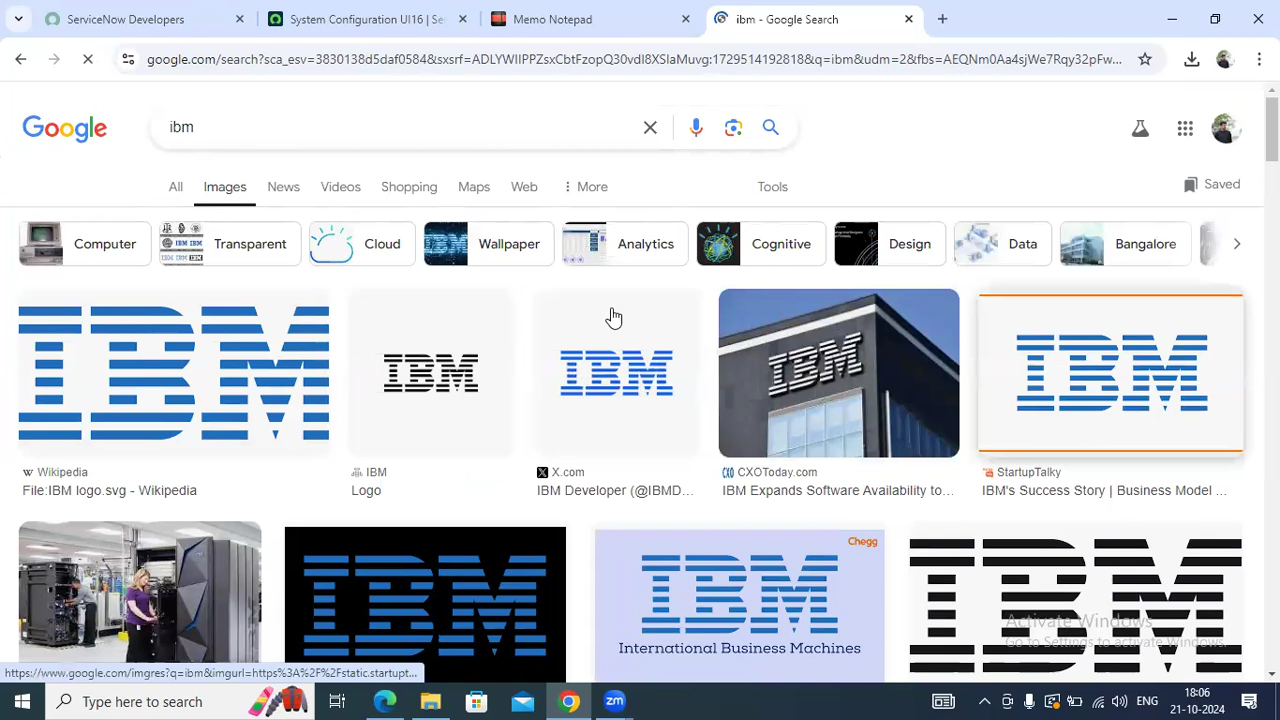 ServiceNow Developers
System Configuration UI16 | Se
Memo Notepad
ibm - Google Search
google.com/search?sca_esv=3830138d5daf0584&sxsrf=ADLYWIIPPZsxCbtFzopQ30vdI8XSIaMuvg:1729514192818&q=ibm&udm=2&fbs=AEQNm0Aa4sjWe7Rqy32pFw...
Google
ibm
All
Images
News
Videos
Shopping
Maps
Web
More
Tools
Saved
Computer
Transparent
Cloud
Wallpaper
Analytics
Cognitive
Design
Data
Bangalore
IBM
IBM
IBM
IBM
IBM
Wikipedia
File:IBM logo.svg - Wikipedia
IBM
Logo
X.com
IBM Developer (@IBMD...
CXOToday.com
IBM Expands Software Availability to...
StartupTalky
IBM's Success Story | Business Model ...
IBM
Chegg
IBM
International Business Machines
IBM
Activate Windows
Go to Settings to activate Windows.
https://www.google.com/imgres?q=ibm&imgurl=https%3A%2F%2Fstatic.startupt...
Type here to search
ENG
18:06
21-10-2024